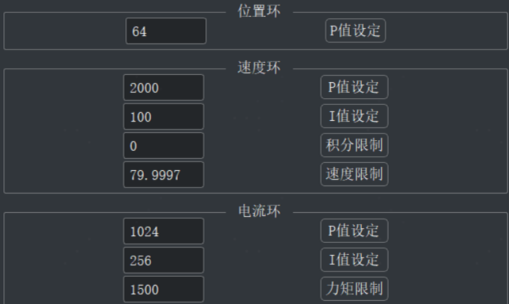 位置环
64 P值设定
速度环
2000 P值设定
100 I值设定
0 积分限制
79.9997 速度限制
电流环
1024 P值设定
256 I值设定
1500 力矩限制